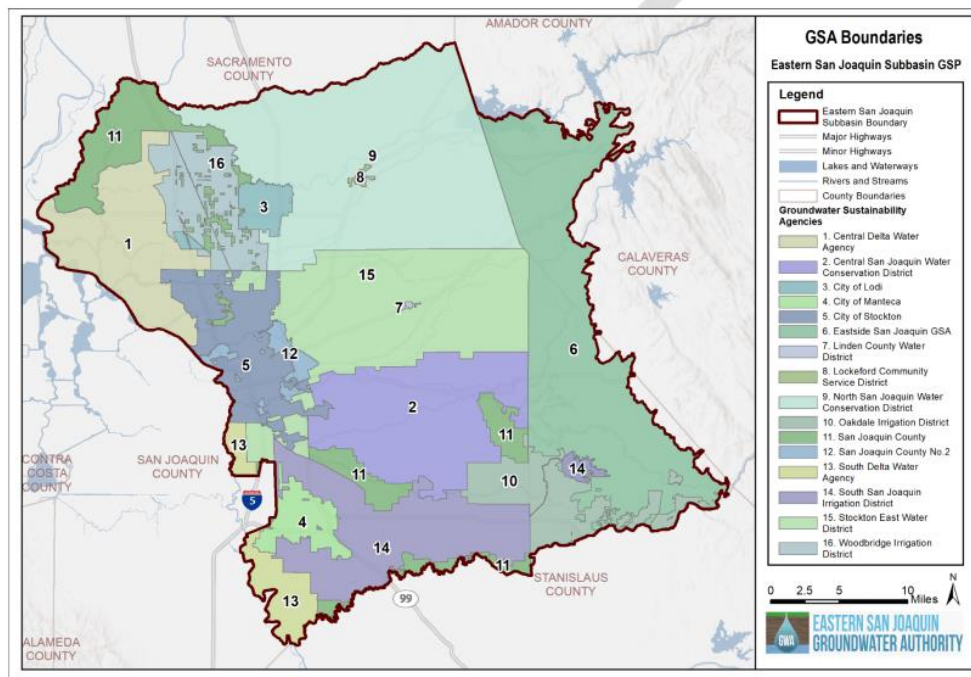 AMADOR COUNTY
SACRAMENTO
COUNTY
11
16
9
8
3
1
15
CALAVERAS
COUNTY
7
5
12
6
2
13
11
14
CONTRA
COSTA
COUNTY
SAN JOAQUIN
COUNTY
11
10
5
4
14
11
STANISLAUS
COUNTY
13
99
ALAMEDA
COUNTY
GSA Boundaries
Eastern San Joaquin Subbasin GSP
Legend
Eastern San Joaquin
Subbasin Boundary
Major Highways
Minor Highways
Lakes and Waterways
Rivers and Streams
County Boundaries
Groundwater Sustainability
Agencies
1. Central Delta Water
Agency
2. Central San Joaquin Water
Conservation District
3. City of Lodi
4. City of Manteca
5. City of Stockton
6. Eastside San Joaquin GSA
7. Linden County Water
District
8. Lockeford Community
Service District
9. North San Joaquin Water
Conservation District
10. Oakdale Irrigation District
11. San Joaquin County
12. San Joaquin County No.2
13. South Delta Water
Agency
14. South San Joaquin
Irrigation District
15. Stockton East Water
District
16. Woodbridge Irrigation
District
N
0 2.5 5 10
Miles
GWA
EASTERN SAN JOAQUIN
GROUNDWATER AUTHORITY